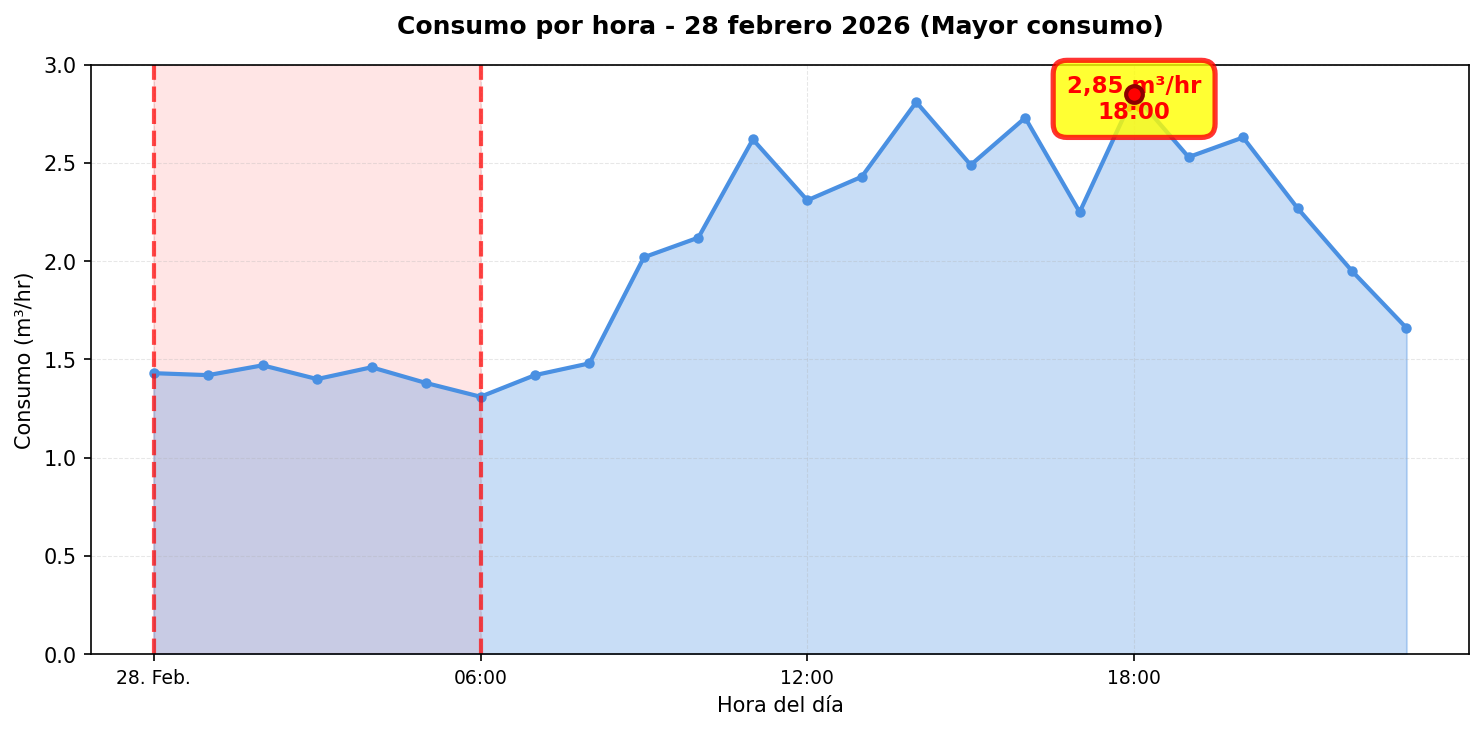 Consumo por hora - 28 febrero 2026 (Mayor consumo)
2,85 m³/hr
18:00
Consumo (m³/hr)
3.0
2.5
2.0
1.5
1.0
0.5
0.0
28. Feb.
06:00
12:00
18:00
Hora del día